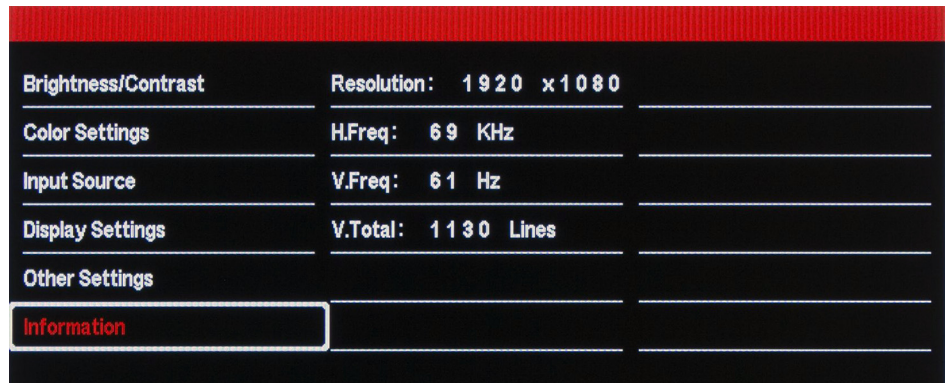 Brightness/Contrast
Resolution: 1920 x1080
Color Settings
H.Freq: 69 KHz
Input Source
V.Freq: 61 Hz
Display Settings
V.Total: 1130 Lines
Other Settings
Information